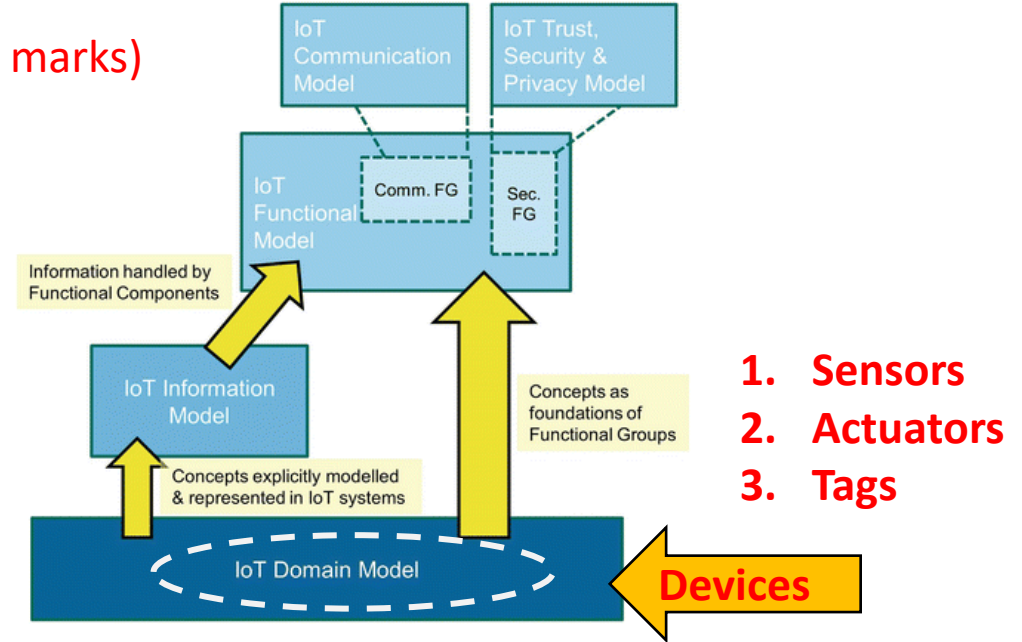 marks)
IoT
Communication
Model
IoT Trust,
Security &
Privacy Model
IoT
Functional
Model
Comm. FG
Sec.
FG
Information handled by
Functional Components
IoT Information
Model
Concepts as
foundations of
Functional Groups
1. Sensors
2. Actuators
3. Tags
Concepts explicitly modelled
& represented in IoT systems
IoT Domain Model
Devices